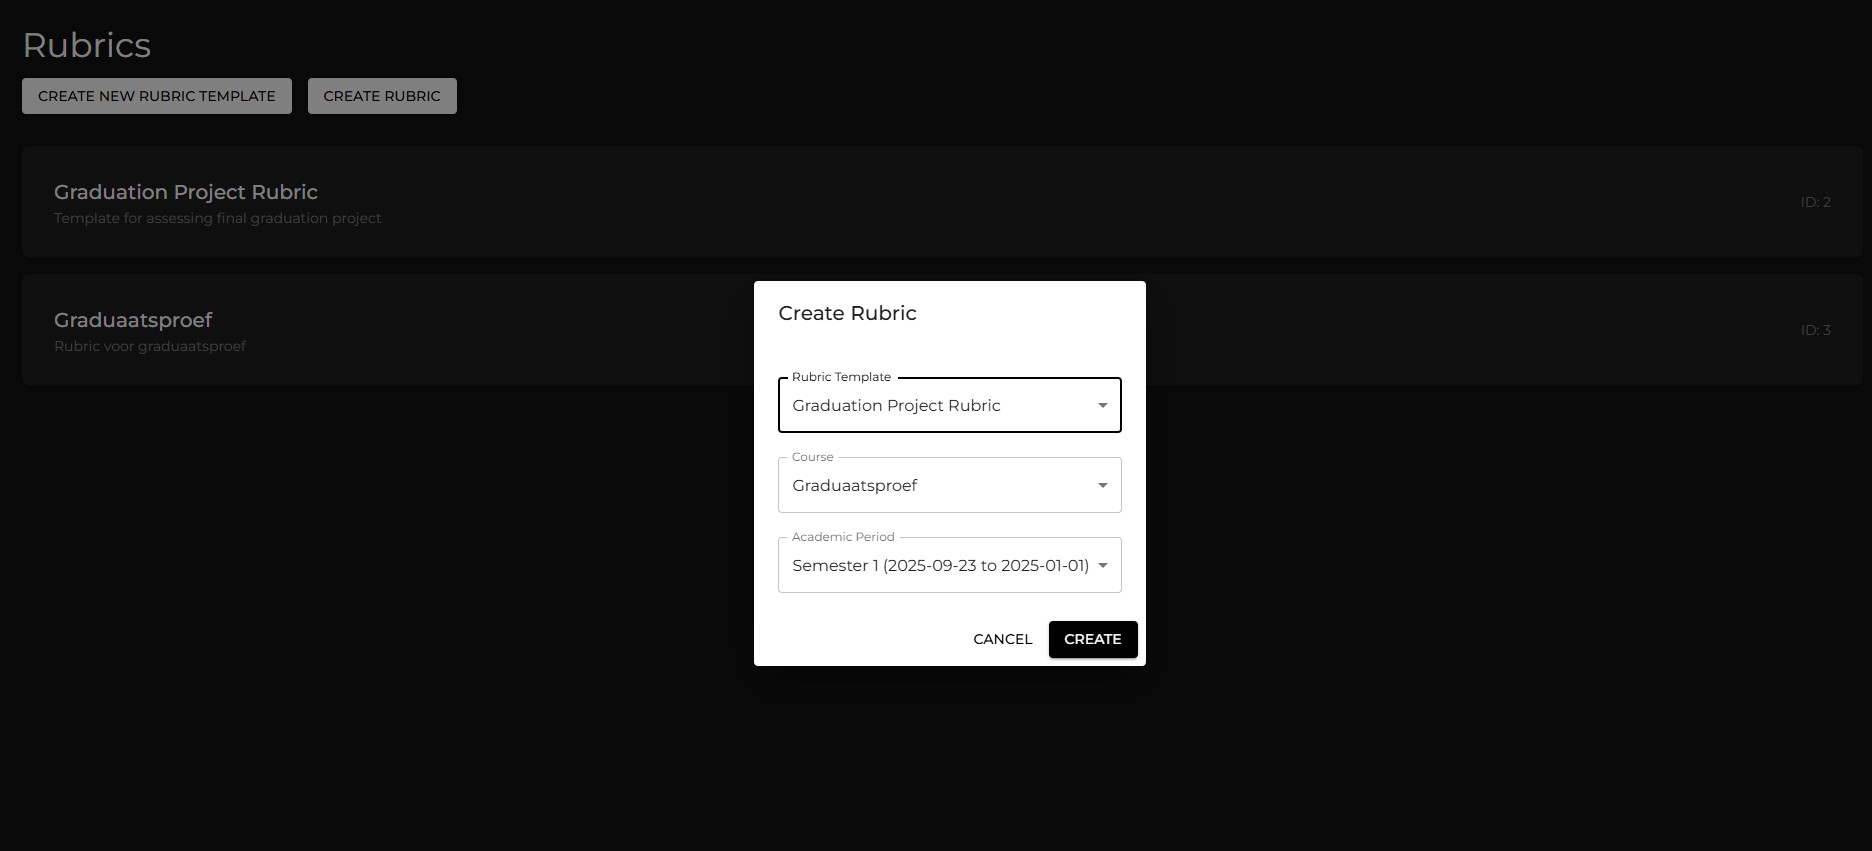 Rubrics
CREATE NEW RUBRIC TEMPLATE
CREATE RUBRIC
Graduation Project Rubric
Template for assessing final graduation project
ID: 2
Graduaatsproef
Rubric voor graduaatsproef
ID: 3
Create Rubric
Rubric Template
Graduation Project Rubric
Course
Graduaatsproef
Academic Period
Semester 1 (2025-09-23 to 2025-01-01)
CANCEL
CREATE